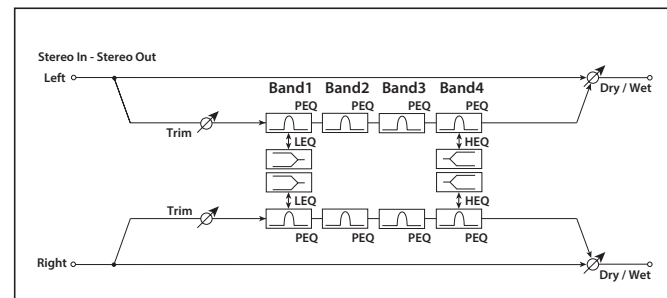 Stereo In - Stereo Out
Left
Band1 Band2 Band3 Band4
Dry / Wet
PEQ PEQ PEQ PEQ
Trim
LEQ HEQ
LEQ HEQ
Trim
PEQ PEQ PEQ PEQ
Right
Dry / Wet